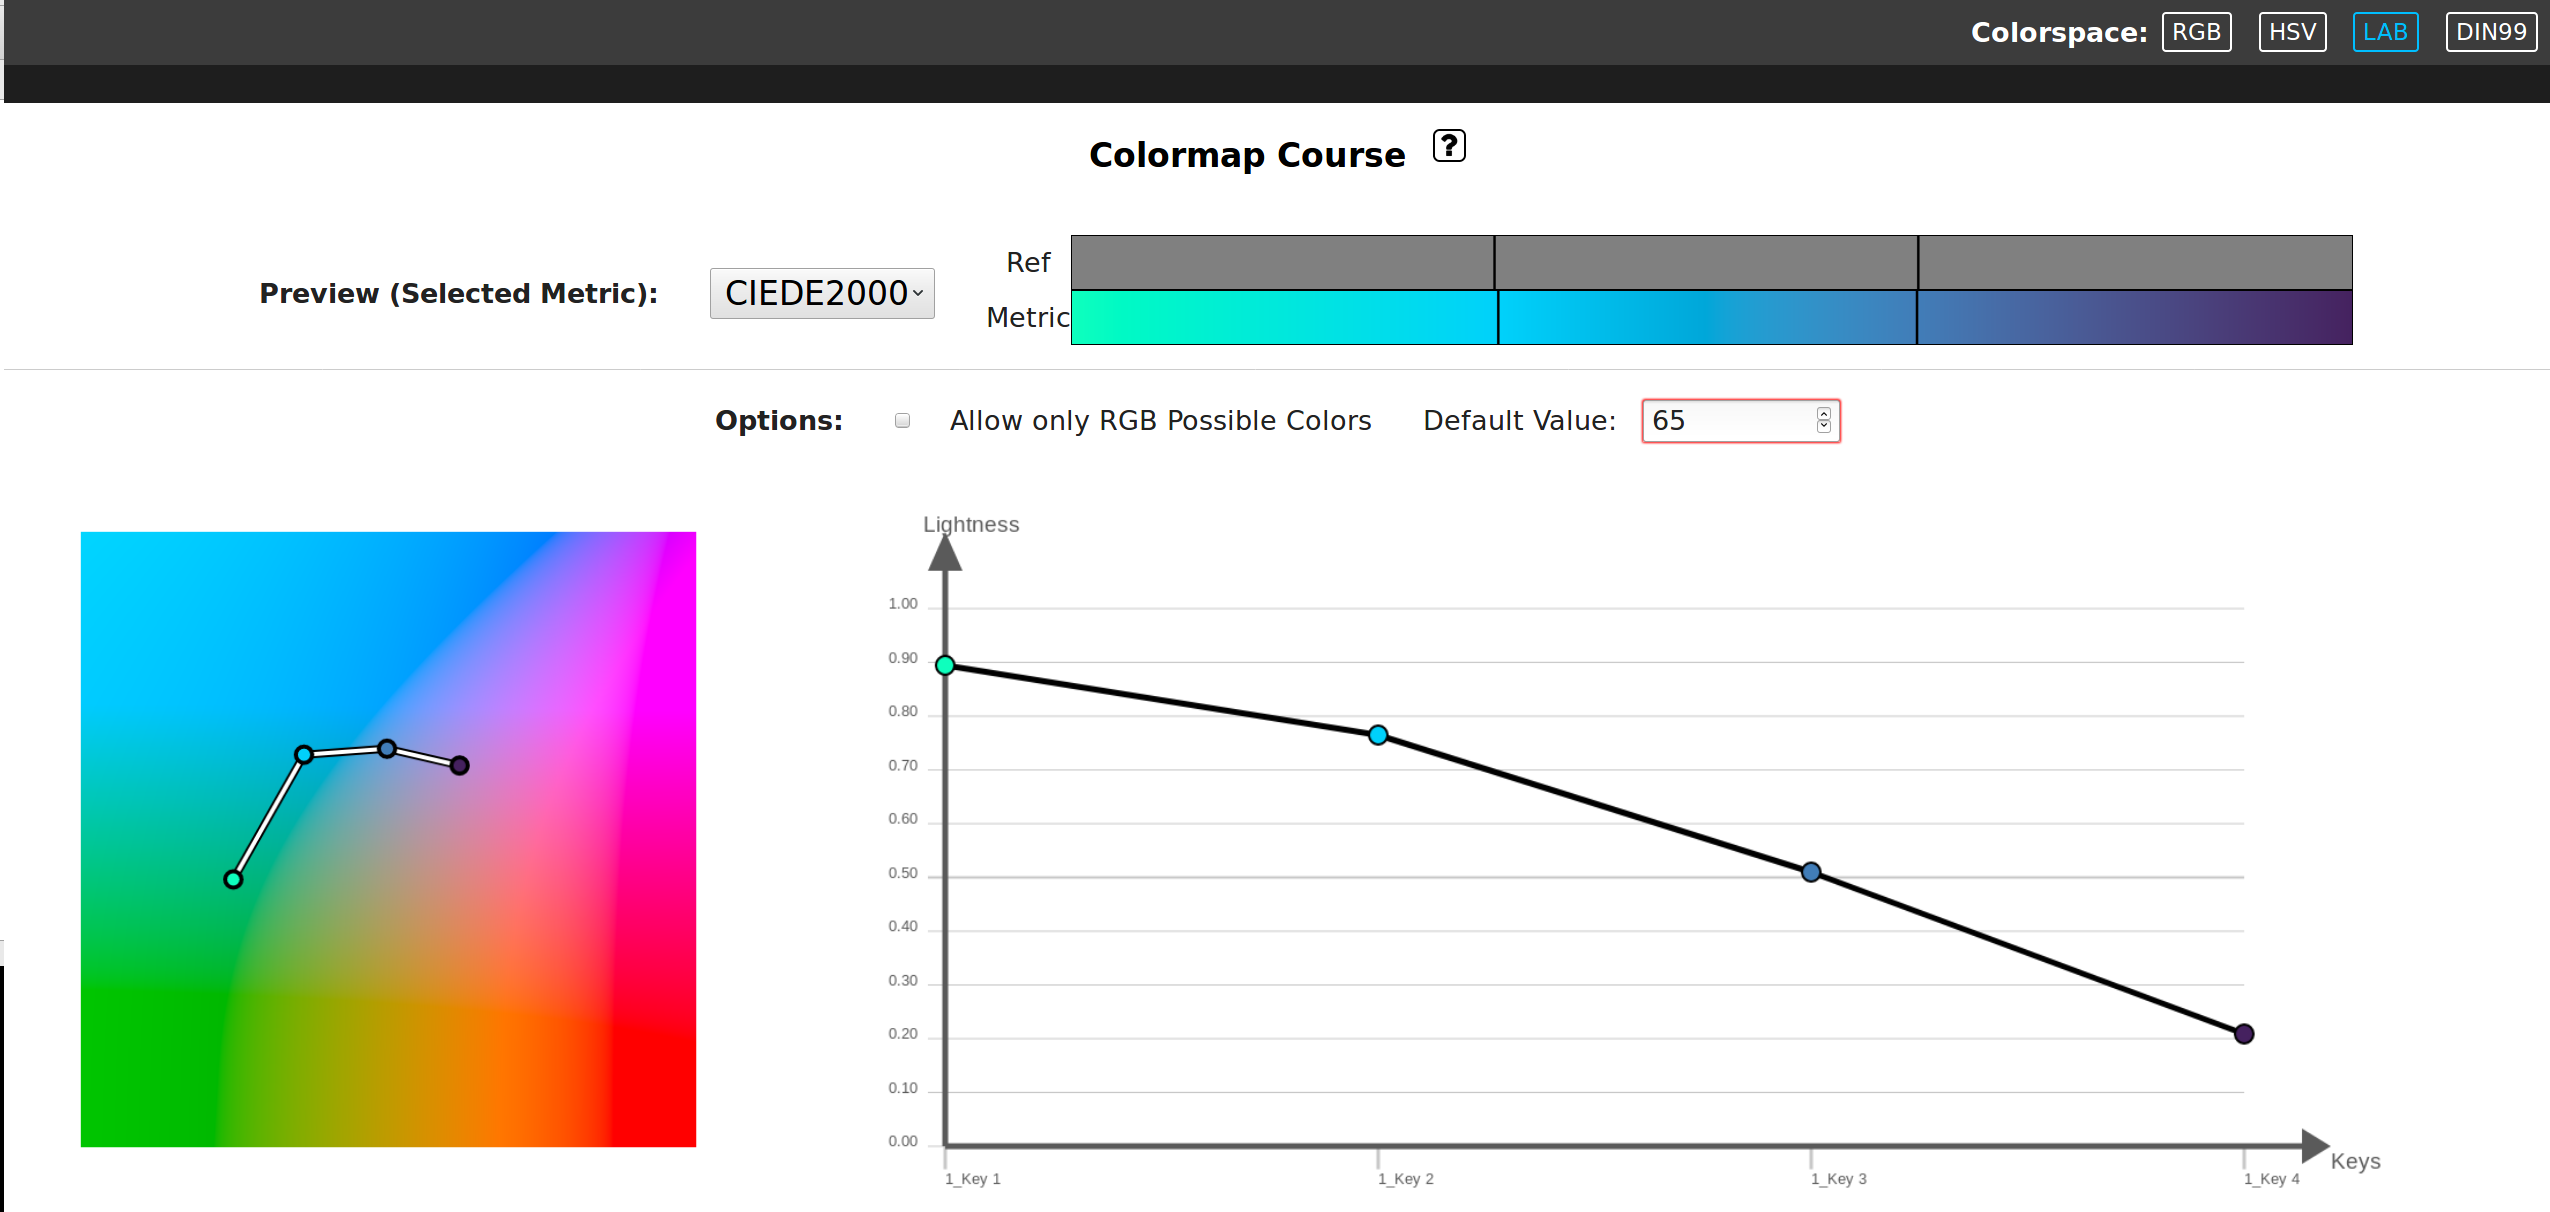 Colorspace: RGB HSV LAB DIN99
Colormap Course ?
Ref
Preview (Selected Metric): CIEDE2000
Metric
Options: Allow only RGB Possible Colors Default Value: 65
Lightness
1.00
0.90
0.80
0.70
0.60
0.50
0.40
0.30
0.20
0.10
0.00
Keys
1_Key 1 1_Key 2 1_Key 3 1_Key 4